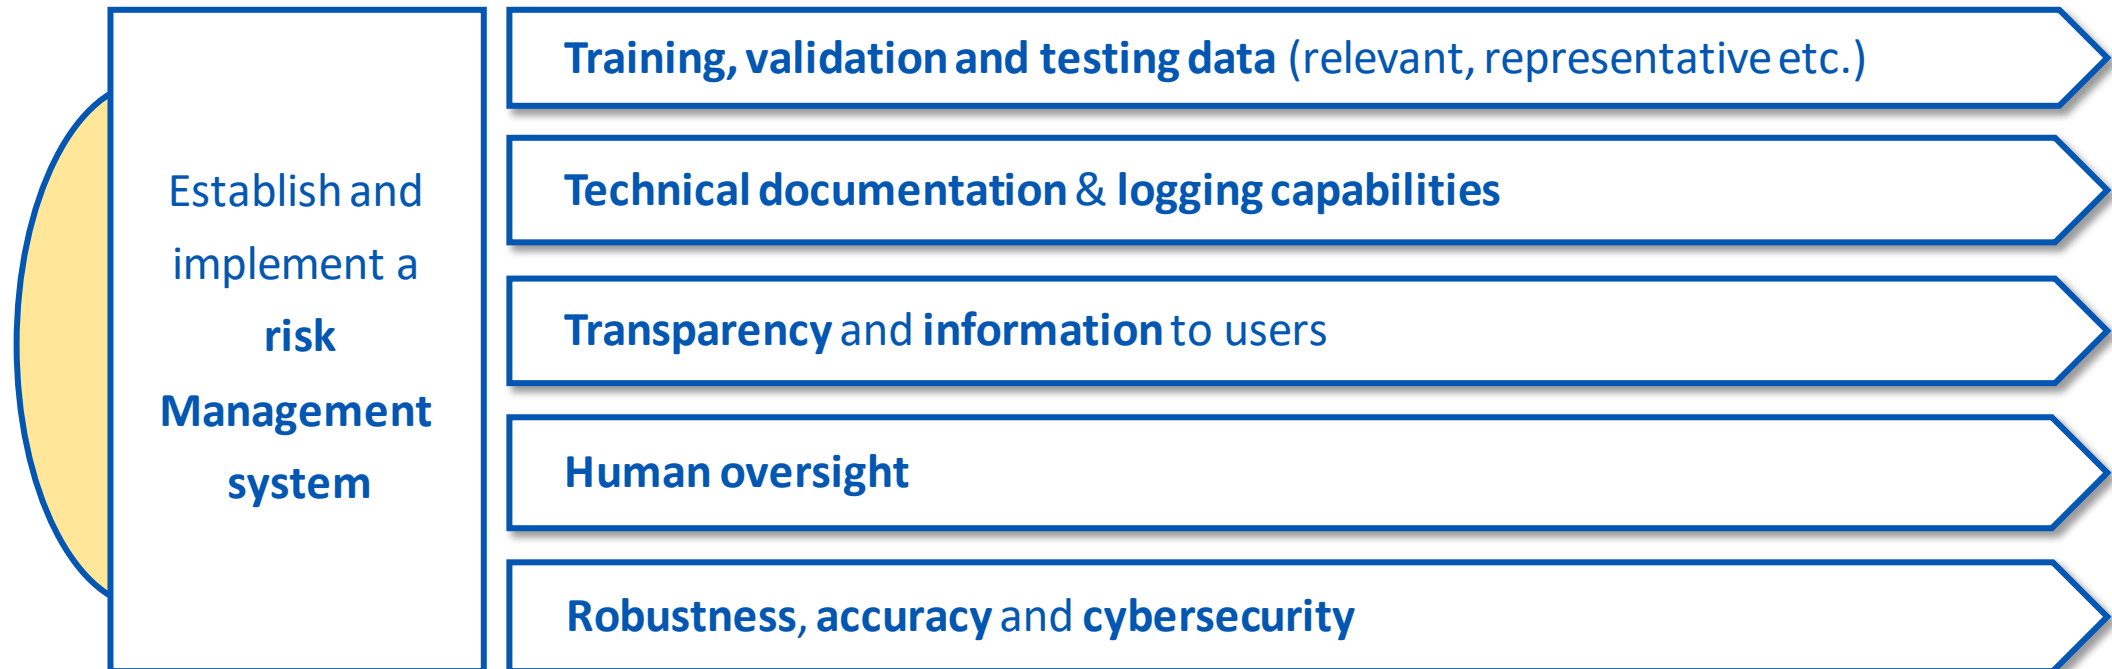 Establish and
implement a
risk
Management
system
Training, validation and testing data (relevant, representative etc.)
Technical documentation & logging capabilities
Transparency and information to users
Human oversight
Robustness, accuracy and cybersecurity